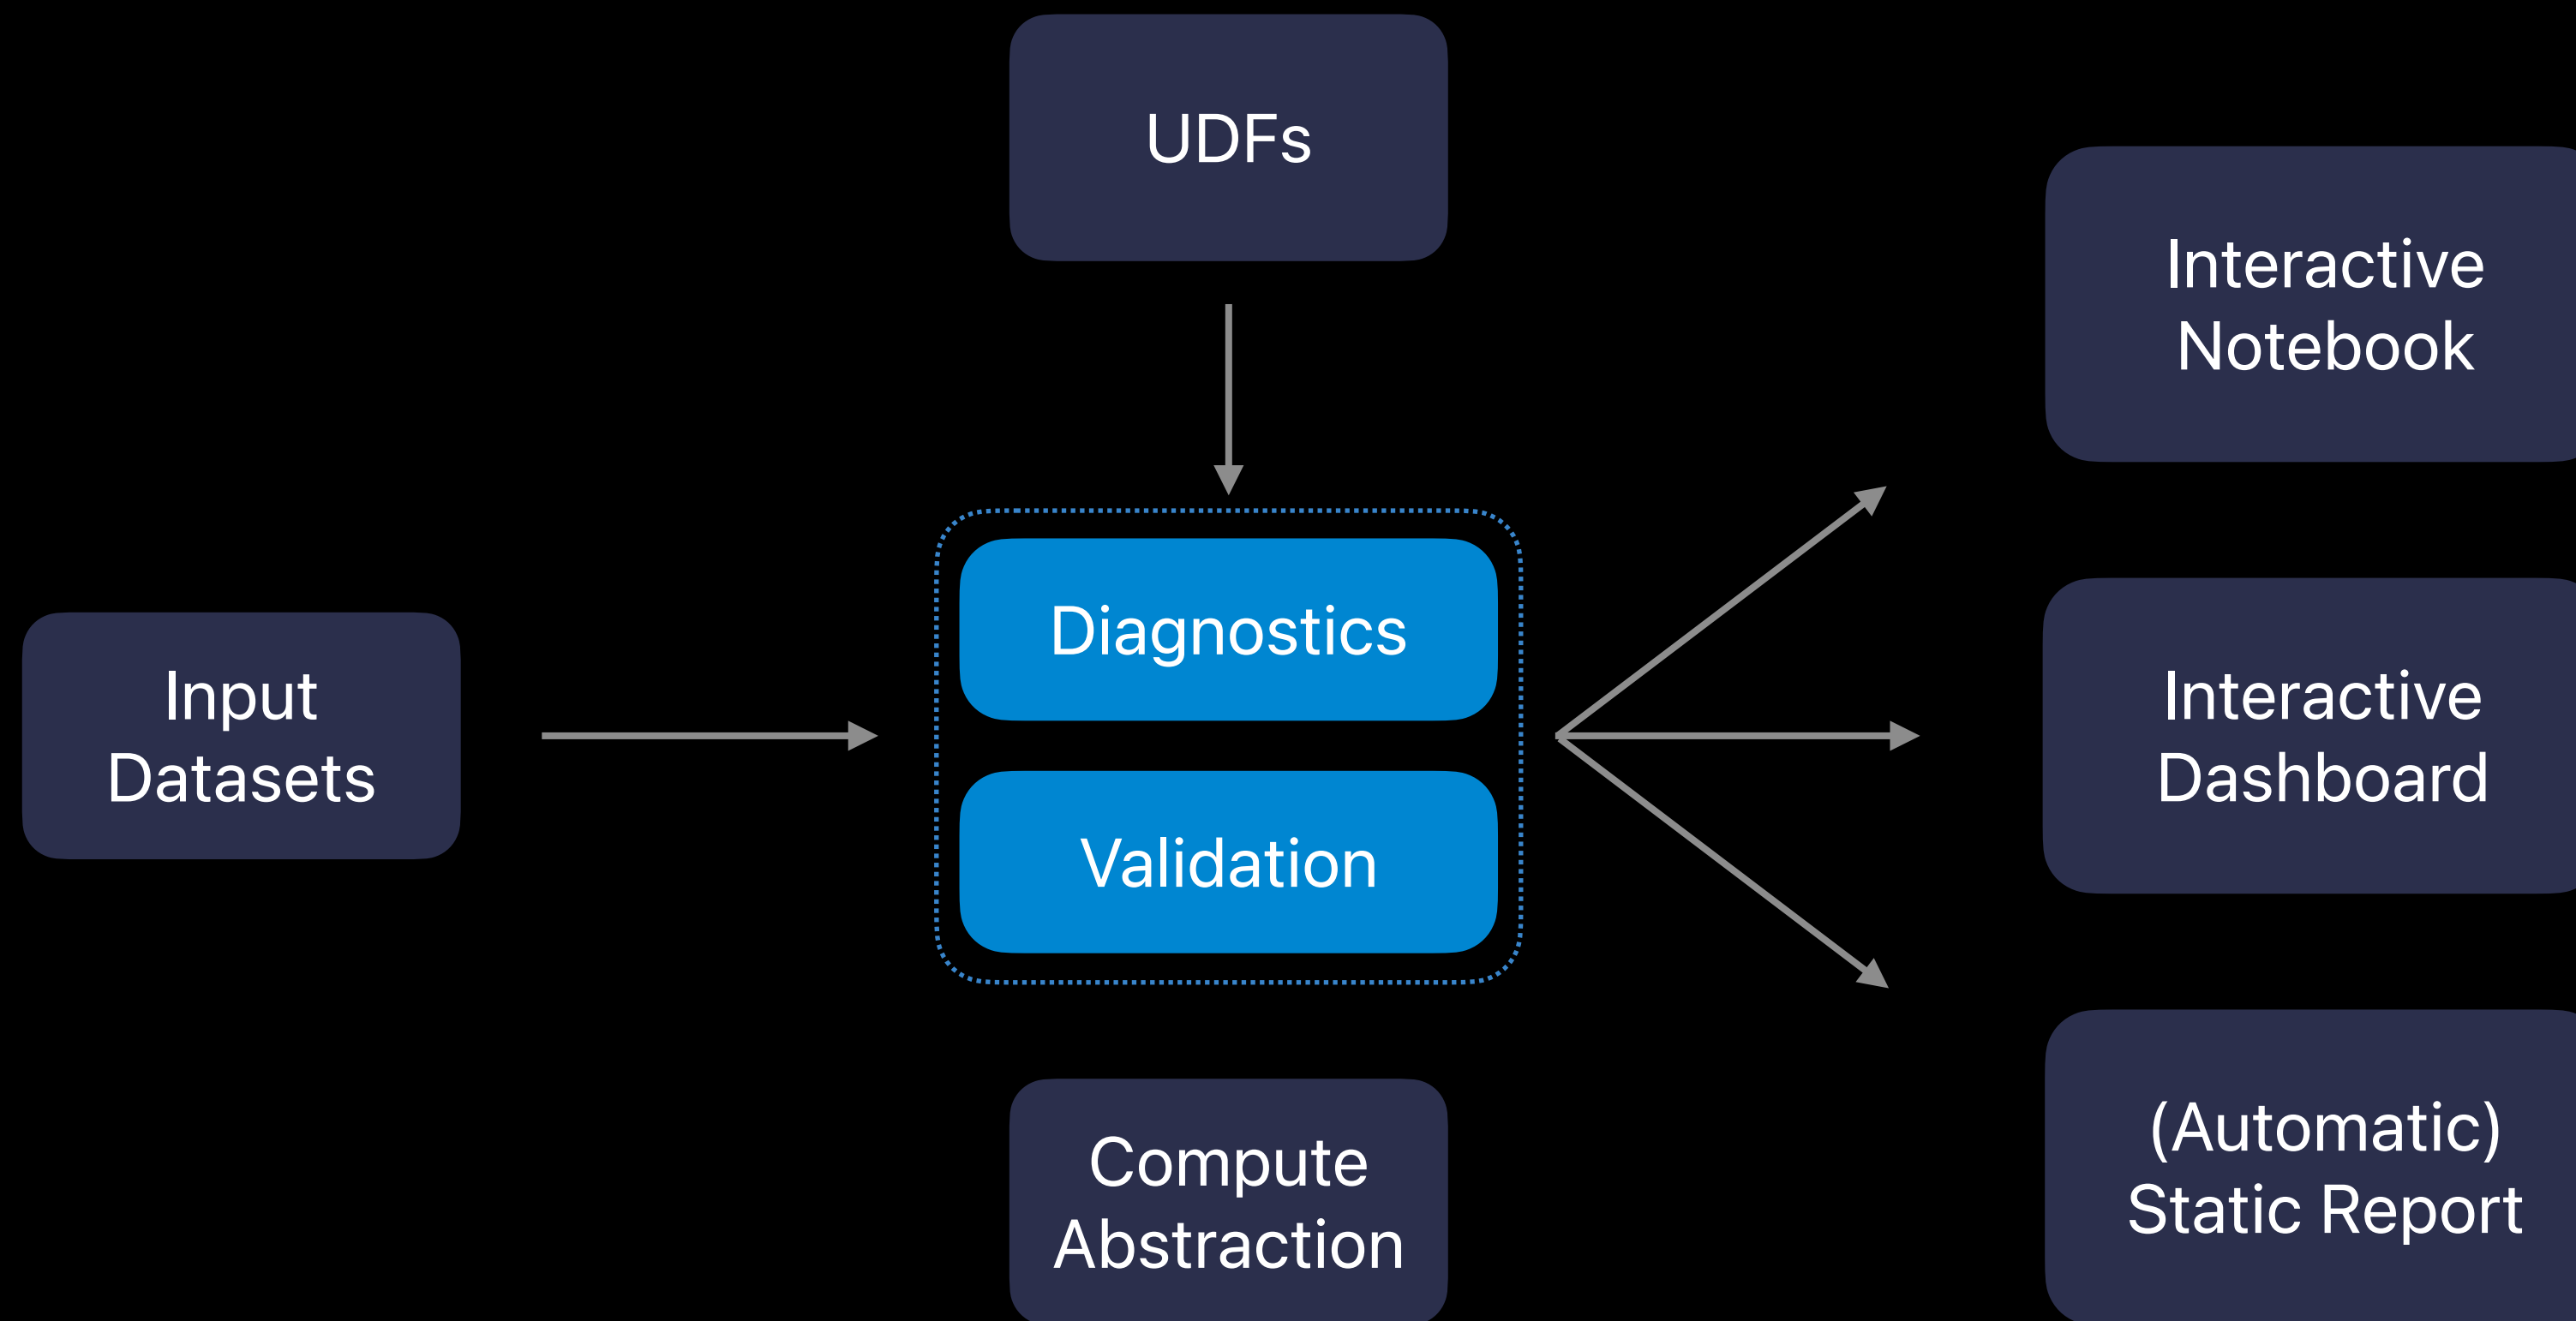 UDFs
Interactive
Notebook
Diagnostics
Input
Datasets
Interactive
Dashboard
Validation
Compute
Abstraction
(Automatic)
Static Report